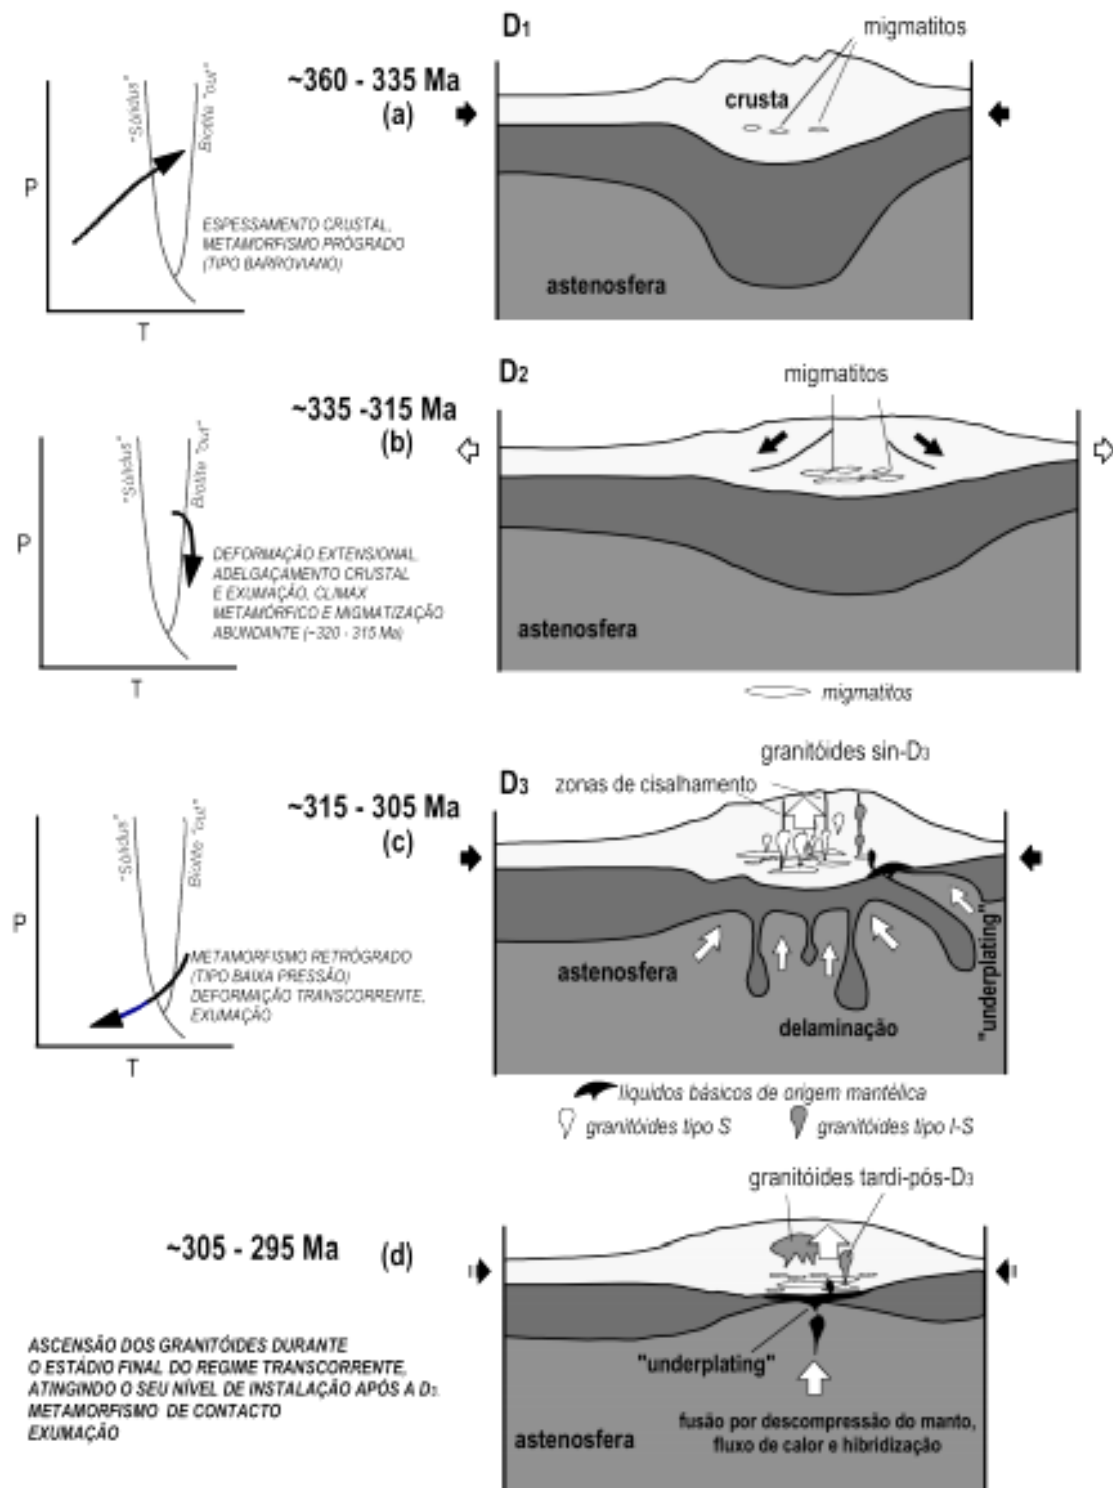 D1
migmatitos
~360 - 335 Ma
(a)
crusta
"Sólidus"
Biotite "out"
P
ESPESSAMENTO CRUSTAL,
METAMORFISMO PRÓGRADO
(TIPO BARROVIANO)
T
astenosfera
D2
migmatitos
~335 -315 Ma
(b)
"Sólidus"
Biotite "out"
P
DEFORMAÇÃO EXTENSIONAL,
ADELGAÇAMENTO CRUSTAL
E EXUMAÇÃO, CLIMAX
METAMÓRFICO E MIGMATIZAÇÃO
ABUNDANTE (~320 - 315 Ma)
T
astenosfera
migmatitos
granitóides sin-D3
D3
zonas de cisalhamento
~315 - 305 Ma
(c)
"Sólidus"
Biotite "out"
P
METAMORFISMO RETRÓGRADO
(TIPO BAIXA PRESSÃO)
DEFORMAÇÃO TRANSCORRENTE,
EXUMAÇÃO
T
astenosfera
"underplating"
delaminação
líquidos básicos de origem mantélica
granitóides tipo S
granitóides tipo I-S
granitóides tardi-pós-D3
~305 - 295 Ma
(d)
ASCENSÃO DOS GRANITÓIDES DURANTE
O ESTÁDIO FINAL DO REGIME TRANSCORRENTE,
ATINGINDO O SEU NÍVEL DE INSTALAÇÃO APÓS A D3.
METAMORFISMO DE CONTACTO
EXUMAÇÃO
"underplating"
fusão por descompressão do manto,
fluxo de calor e hibridização
astenosfera